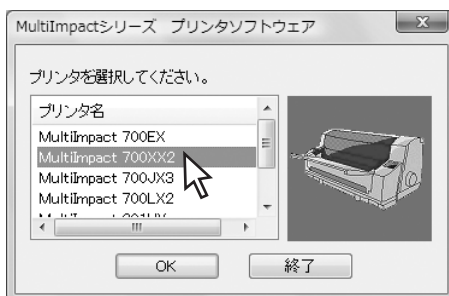 MultiImpactシリーズ プリンタソフトウェア
プリンタを選択してください。
プリンタ名
MultiImpact 700EX
MultiImpact 700XX2
MultiImpact 700JX3
MultiImpact 700LX2
OK
終了